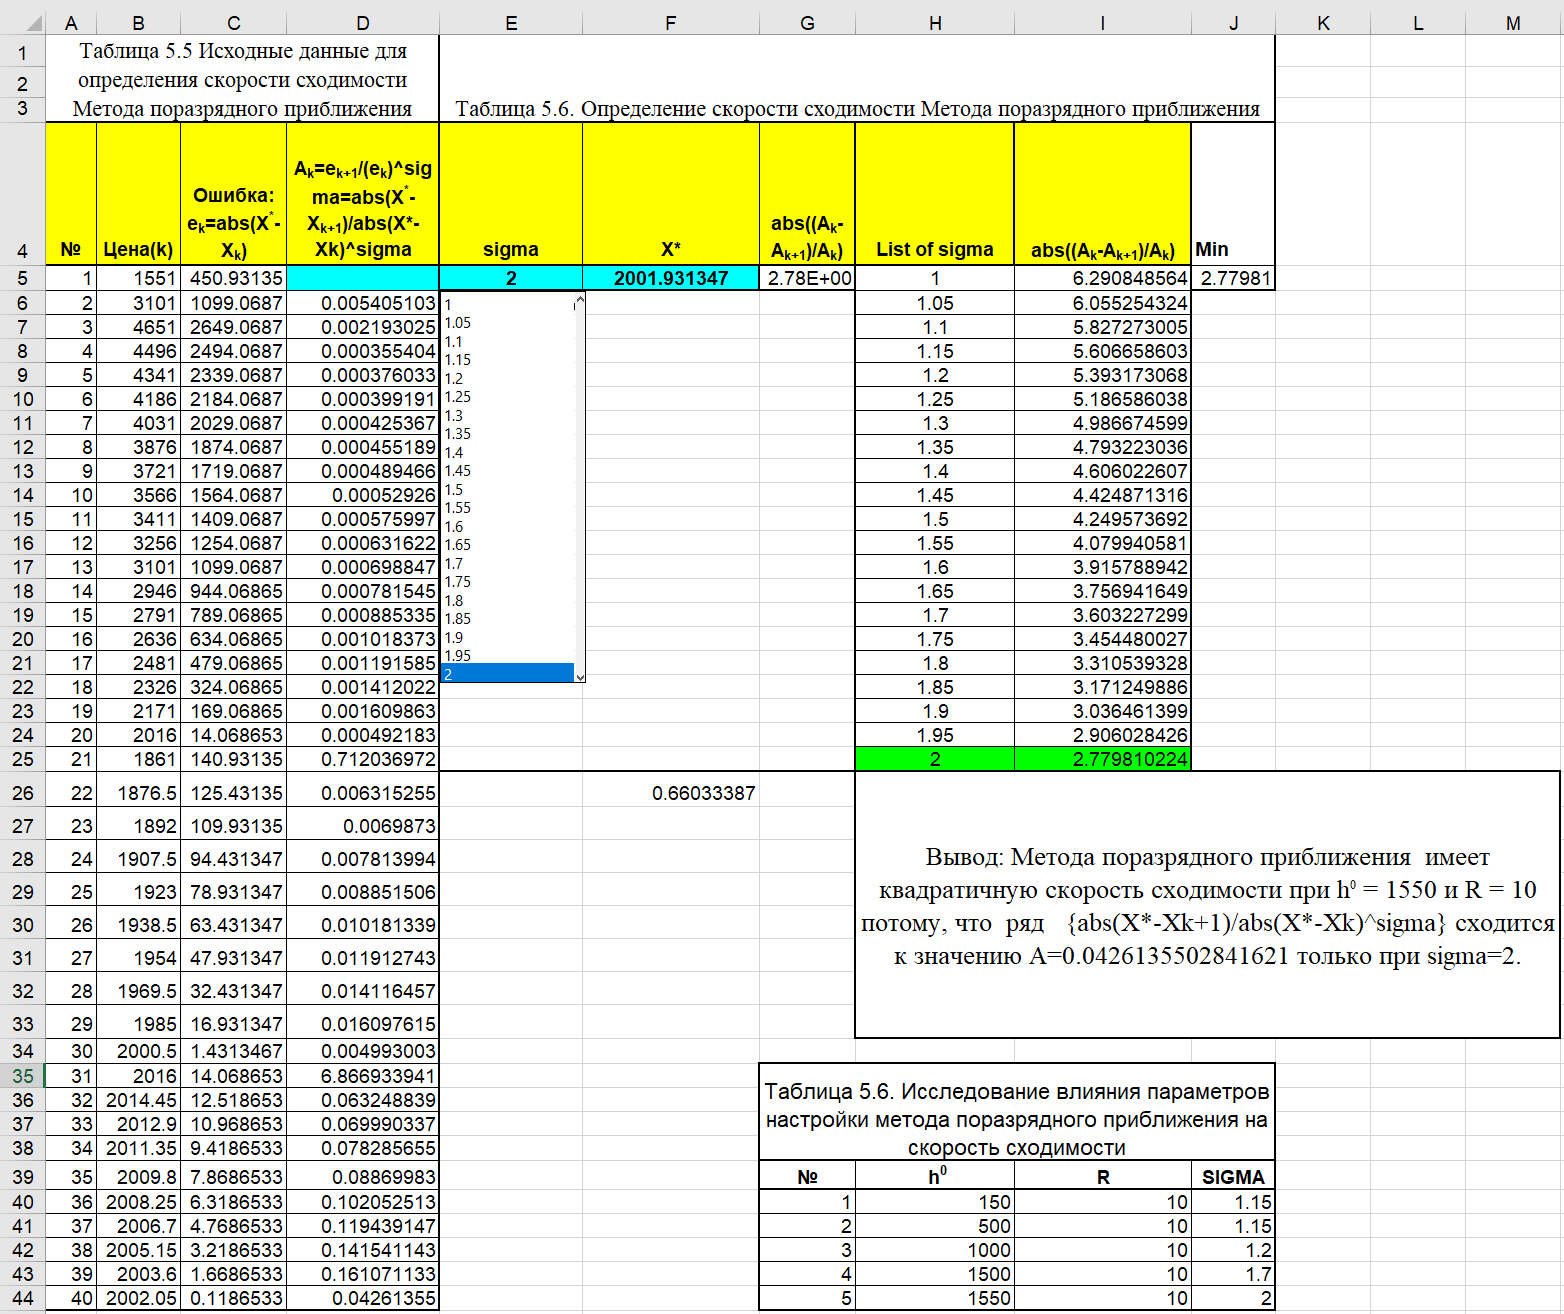 A B C D E F G H I J K L M
1 Таблица 5.5 Исходные данные для
2 определения скорости сходимости
3 Метода поразрядного приближения Таблица 5.6. Определение скорости сходимости Метода поразрядного приближения
Ak=ek+1/(ek)^sig
Ошибка: ma=abs(X*-
ek=abs(X*- Xk+1)/abs(X*- abs((Ak-
4 № Цена(k) Xk) Xk)^sigma sigma X* Ak+1)/Ak) List of sigma abs((Ak-Ak+1)/Ak) Min
5 1 1551 450.93135 2 2001.931347 2.78E+00 1 6.290848564 2.77981
6 2 3101 1099.0687 0.005405103 1 1.05 6.055254324
7 3 4651 2649.0687 0.002193025 1.05 1.1 5.827273005
1.1
8 4 4496 2494.0687 0.000355404 1.15 1.15 5.606658603
9 5 4341 2339.0687 0.000376033 1.2 1.2 5.393173068
10 6 4186 2184.0687 0.000399191 1.25 1.25 5.186586038
11 7 4031 2029.0687 0.000425367 1.3 1.3 4.986674599
1.35
12 8 3876 1874.0687 0.000455189 1.4 1.35 4.793223036
13 9 3721 1719.0687 0.000489466 1.45 1.4 4.606022607
14 10 3566 1564.0687 0.00052926 1.5 1.45 4.424871316
15 11 3411 1409.0687 0.000575997 1.55 1.5 4.249573692
1.6
16 12 3256 1254.0687 0.000631622 1.65 1.55 4.079940581
17 13 3101 1099.0687 0.000698847 1.7 1.6 3.915788942
18 14 2946 944.06865 0.000781545 1.75 1.65 3.756941649
1.8
19 15 2791 789.06865 0.000885335 1.85 1.7 3.603227299
20 16 2636 634.06865 0.001018373 1.9 1.75 3.454480027
21 17 2481 479.06865 0.001191585 1.95 1.8 3.310539328
22 18 2326 324.06865 0.001412022 2 1.85 3.171249886
23 19 2171 169.06865 0.001609863 1.9 3.036461399
24 20 2016 14.068653 0.000492183 1.95 2.906028426
25 21 1861 140.93135 0.712036972 2 2.779810224
26 22 1876.5 125.43135 0.006315255 0.66033387
27 23 1892 109.93135 0.0069873
28 24 1907.5 94.431347 0.007813994 Вывод: Метода поразрядного приближения имеет
29 25 1923 78.931347 0.008851506 квадратичную скорость сходимости при h0 = 1550 и R = 10
30 26 1938.5 63.431347 0.010181339 потому, что ряд {abs(X*-Xk+1)/abs(X*-Xk)^sigma} сходится
31 27 1954 47.931347 0.011912743 к значению A=0.0426135502841621 только при sigma=2.
32 28 1969.5 32.431347 0.014116457
33 29 1985 16.931347 0.016097615
34 30 2000.5 1.4313467 0.004993003
35 31 2016 14.068653 6.866933941 Таблица 5.6. Исследование влияния параметров
36 32 2014.45 12.518653 0.063248839
37 33 2012.9 10.968653 0.069990337 настройки метода поразрядного приближения на
38 34 2011.35 9.4186533 0.078285655 скорость сходимости
39 35 2009.8 7.8686533 0.08869983 № h0 R SIGMA
40 36 2008.25 6.3186533 0.102052513 1 150 10 1.15
41 37 2006.7 4.7686533 0.119439147 2 500 10 1.15
42 38 2005.15 3.2186533 0.141541143 3 1000 10 1.2
43 39 2003.6 1.6686533 0.161071133 4 1500 10 1.7
44 40 2002.05 0.1186533 0.04261355 5 1550 10 2